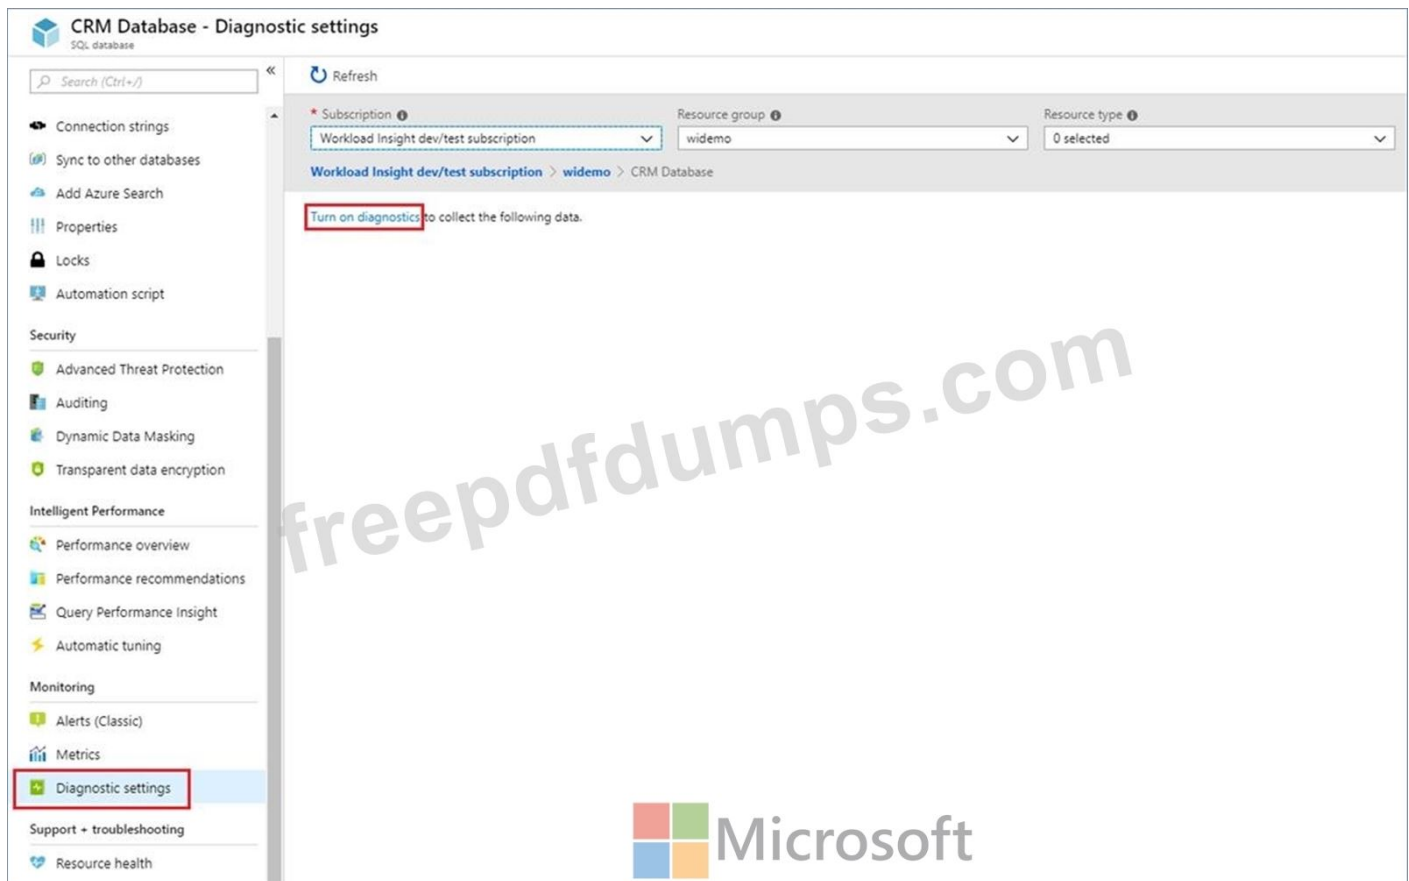 CRM Database - Diagnostic settings
SQL database
Search (Ctrl+/)
«
Connection strings
Sync to other databases
Add Azure Search
Properties
Locks
Automation script
Security
Advanced Threat Protection
Auditing
Dynamic Data Masking
Transparent data encryption
Intelligent Performance
Performance overview
Performance recommendations
Query Performance Insight
Automatic tuning
Monitoring
Alerts (Classic)
Metrics
Diagnostic settings
Support + troubleshooting
Resource health
Refresh
* Subscription
Workload Insight dev/test subscription
Resource group
widemo
Resource type
0 selected
Workload Insight dev/test subscription > widemo > CRM Database
Turn on diagnostics to collect the following data.
freepdfdumps.com
Microsoft